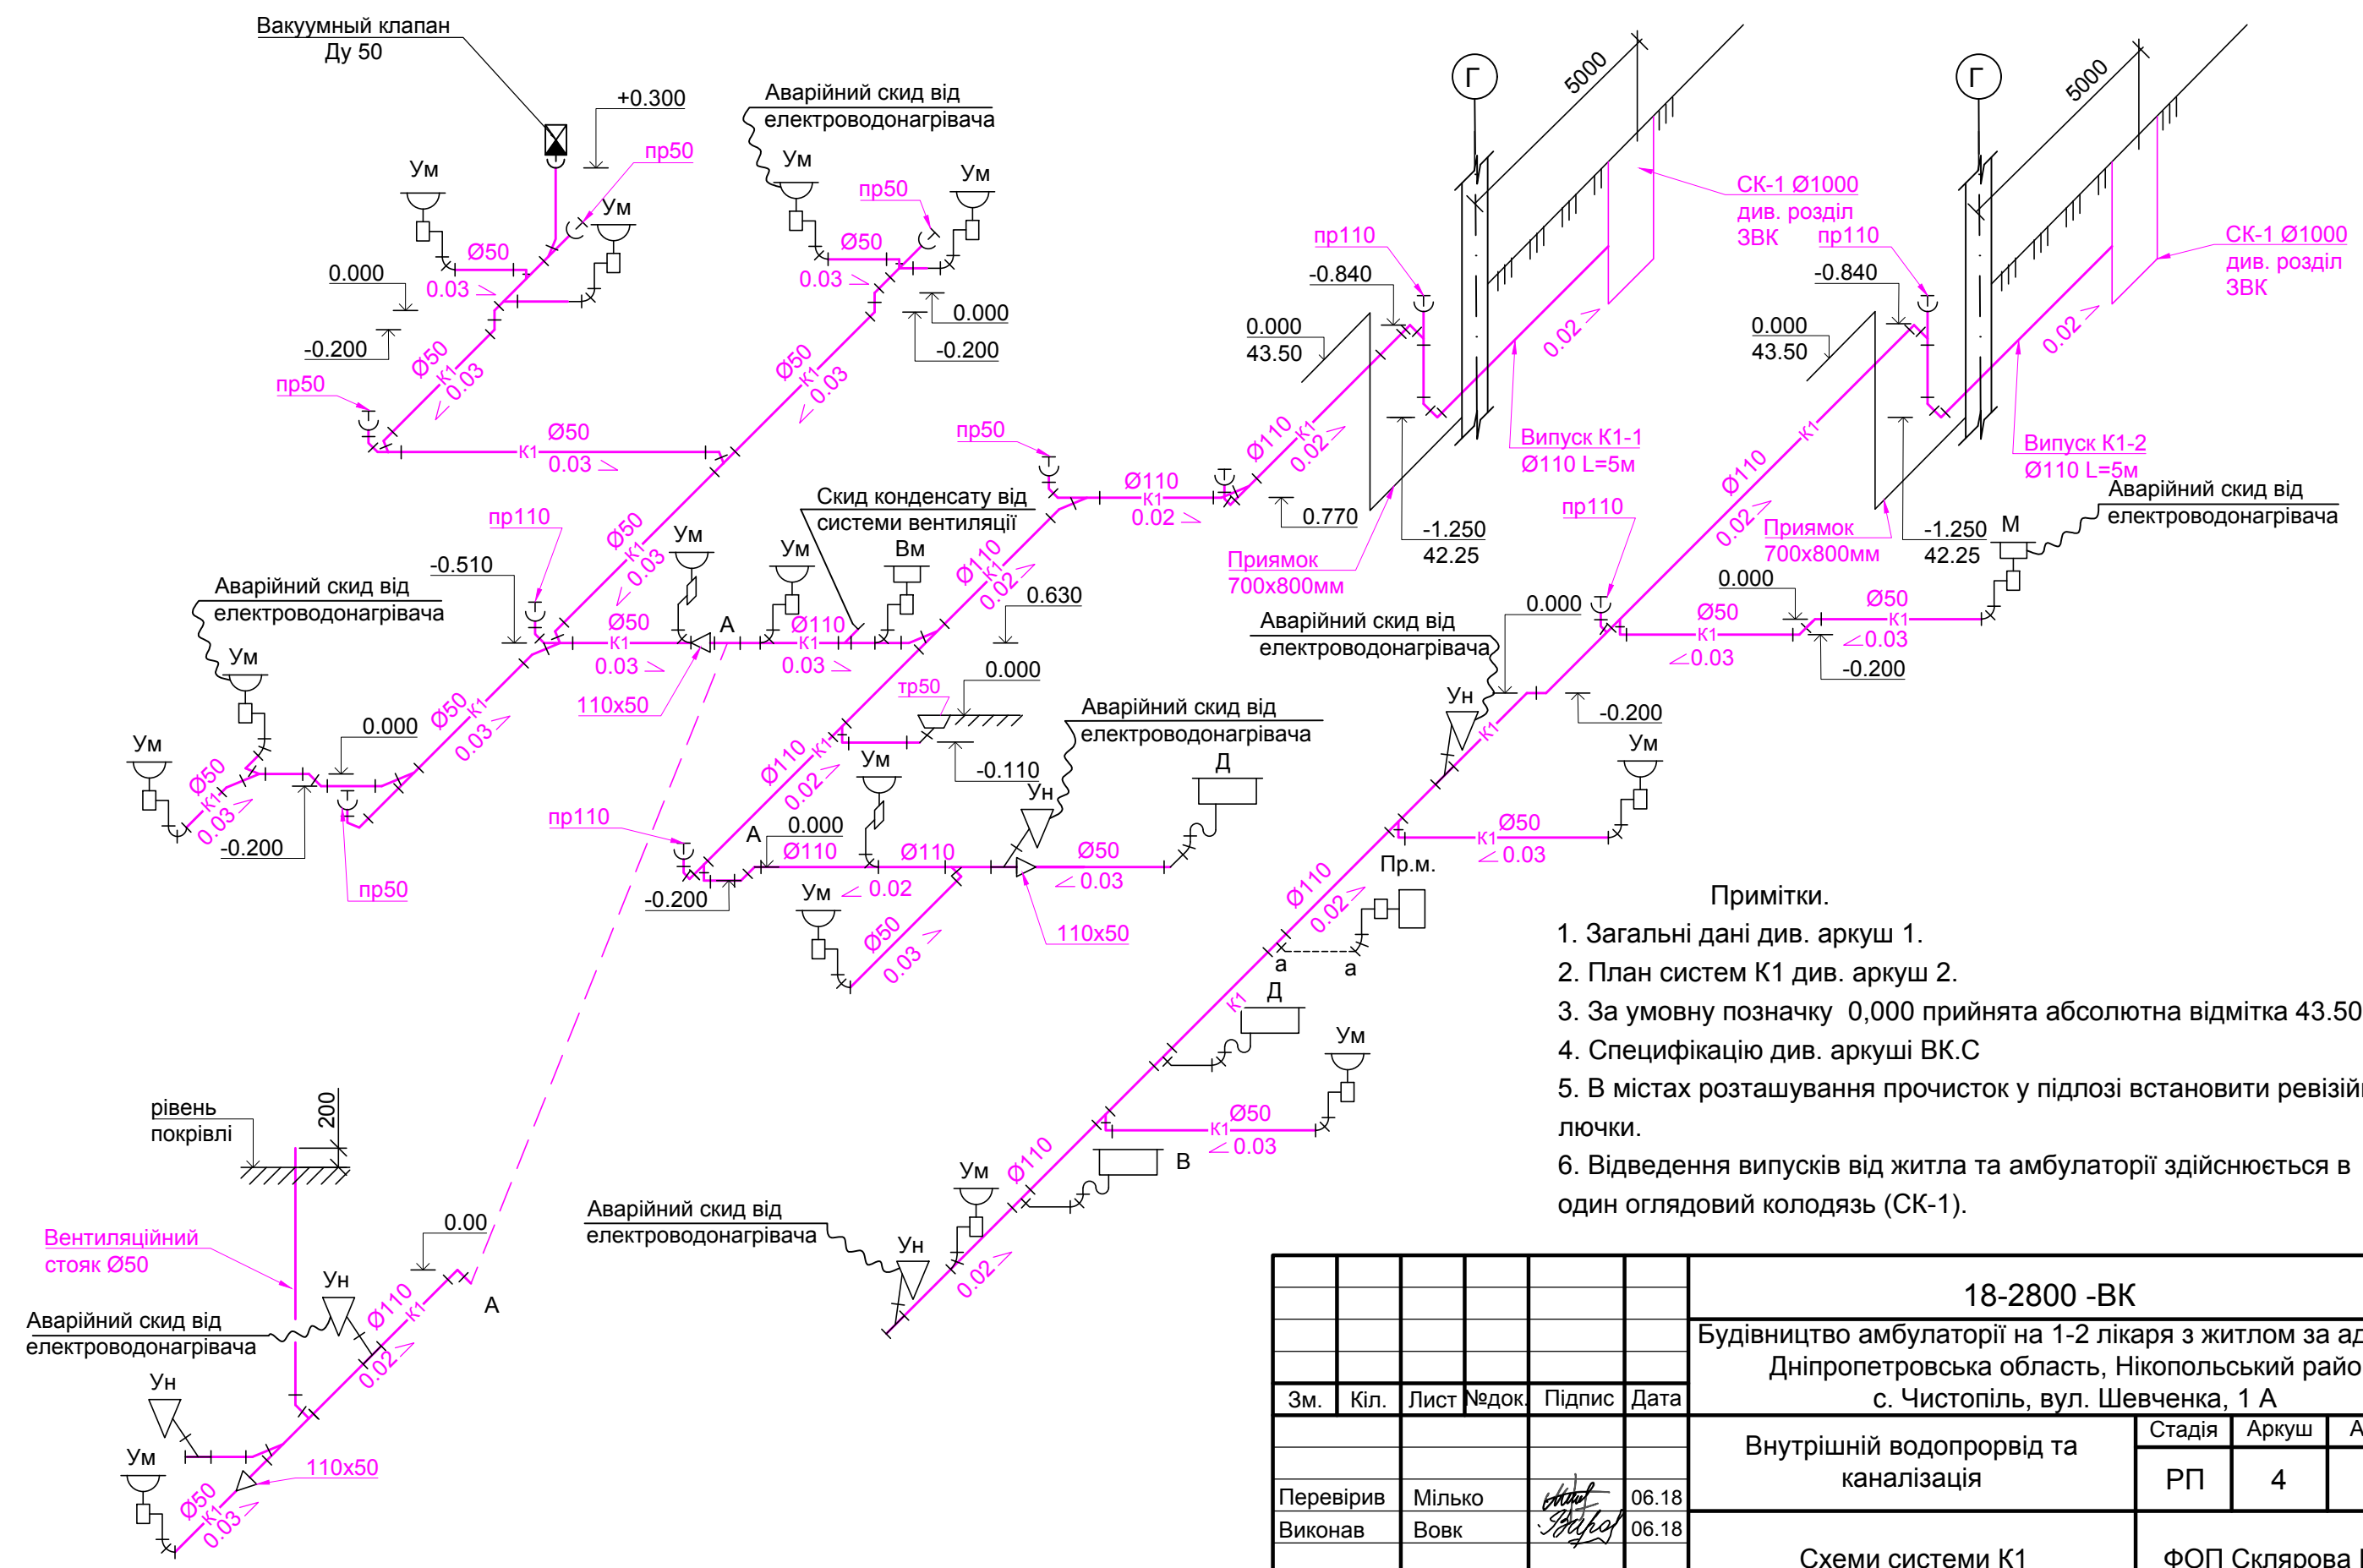 Вакуумный клапан
Ду 50
+0.300
пр50
Ум
Ум
Ø50
0.03
0.000
-0.200
Ø50
К1
0.03
пр50
Ø50
К1
0.03
Аварійний скид від
електроводонагрівача
Ум
Ум
пр50
Ø50
0.03
0.000
-0.200
Ø50
К1
0.03
Г
5000
СК-1 Ø1000
див. розділ
ЗВК
пр110
-0.840
0.000
43.50
0.02
Ø110
К1
0.02
Випуск К1-1
Ø110 L=5м
-1.250
42.25
Приямок
700х800мм
Г
5000
СК-1 Ø1000
див. розділ
ЗВК
пр110
-0.840
0.000
43.50
0.02
К1
Ø110
0.02
Випуск К1-2
Ø110 L=5м
-1.250
42.25
Приямок
700х800мм
Аварійний скид від
електроводонагрівача
М
пр50
Ø110
К1
0.02
0.770
Скид конденсату від
системи вентиляції
пр110
-0.510
Ø50
К1
0.03
Ум
Ум
Вм
Ø110
К1
0.02
0.630
Ø50
К1
0.03
А
Ø110
К1
0.03
110х50
Аварійний скид від
електроводонагрівача
Ум
Ум
Ø50
К1
0.03
0.000
-0.200
Ø50
К1
0.03
пр50
тр50
0.000
-0.110
Ø110
К1
0.02
пр110
А
0.000
-0.200
Ум
Ø110
Ø110
0.02
Ум
Ø50
0.03
Аварійний скид від
електроводонагрівача
Ун
Д
Ø50
0.03
110х50
пр110
0.000
Ø50
К1
0.03
0.000
Ø50
К1
0.03
-0.200
Аварійний скид від
електроводонагрівача
Ун
К1
-0.200
Ум
Ø50
К1
0.03
Пр.м.
Ø110
0.02
а
а
К1
Д
Ум
Ø50
К1
0.03
Ø110
В
Ум
Аварійний скид від
електроводонагрівача
Ун
0.02
рівень
покрівлі
200
Вентиляційний
стояк Ø50
0.00
А
Ун
Ø110
К1
0.02
Аварійний скид від
електроводонагрівача
Ун
Ум
110х50
Ø50
К1
0.03
Примітки.
1. Загальні дані див. аркуш 1.
2. План систем К1 див. аркуш 2.
3. За умовну позначку 0,000 прийнята абсолютна відмітка 43.50
4. Специфікацію див. аркуші ВК.С
5. В містах розташування прочисток у підлозі встановити
лючки.
6. Відведення випусків від житла та амбулаторії здійснюється в
один оглядовий колодязь (СК-1).
18-2800 -ВК
Будівництво амбулаторії на 1-2 лікаря з житлом за
Дніпропетровська область, Нікопольський
с. Чистопіль, вул. Шевченка, 1 А
Зм. Кіл. Лист №док. Підпис Дата
Внутрішній водопрорвід та
каналізація
Стадія Аркуш
РП 4
Перевірив Мілько 06.18
Виконав Вовк 06.18
Схеми системи К1
ФОП Склярова